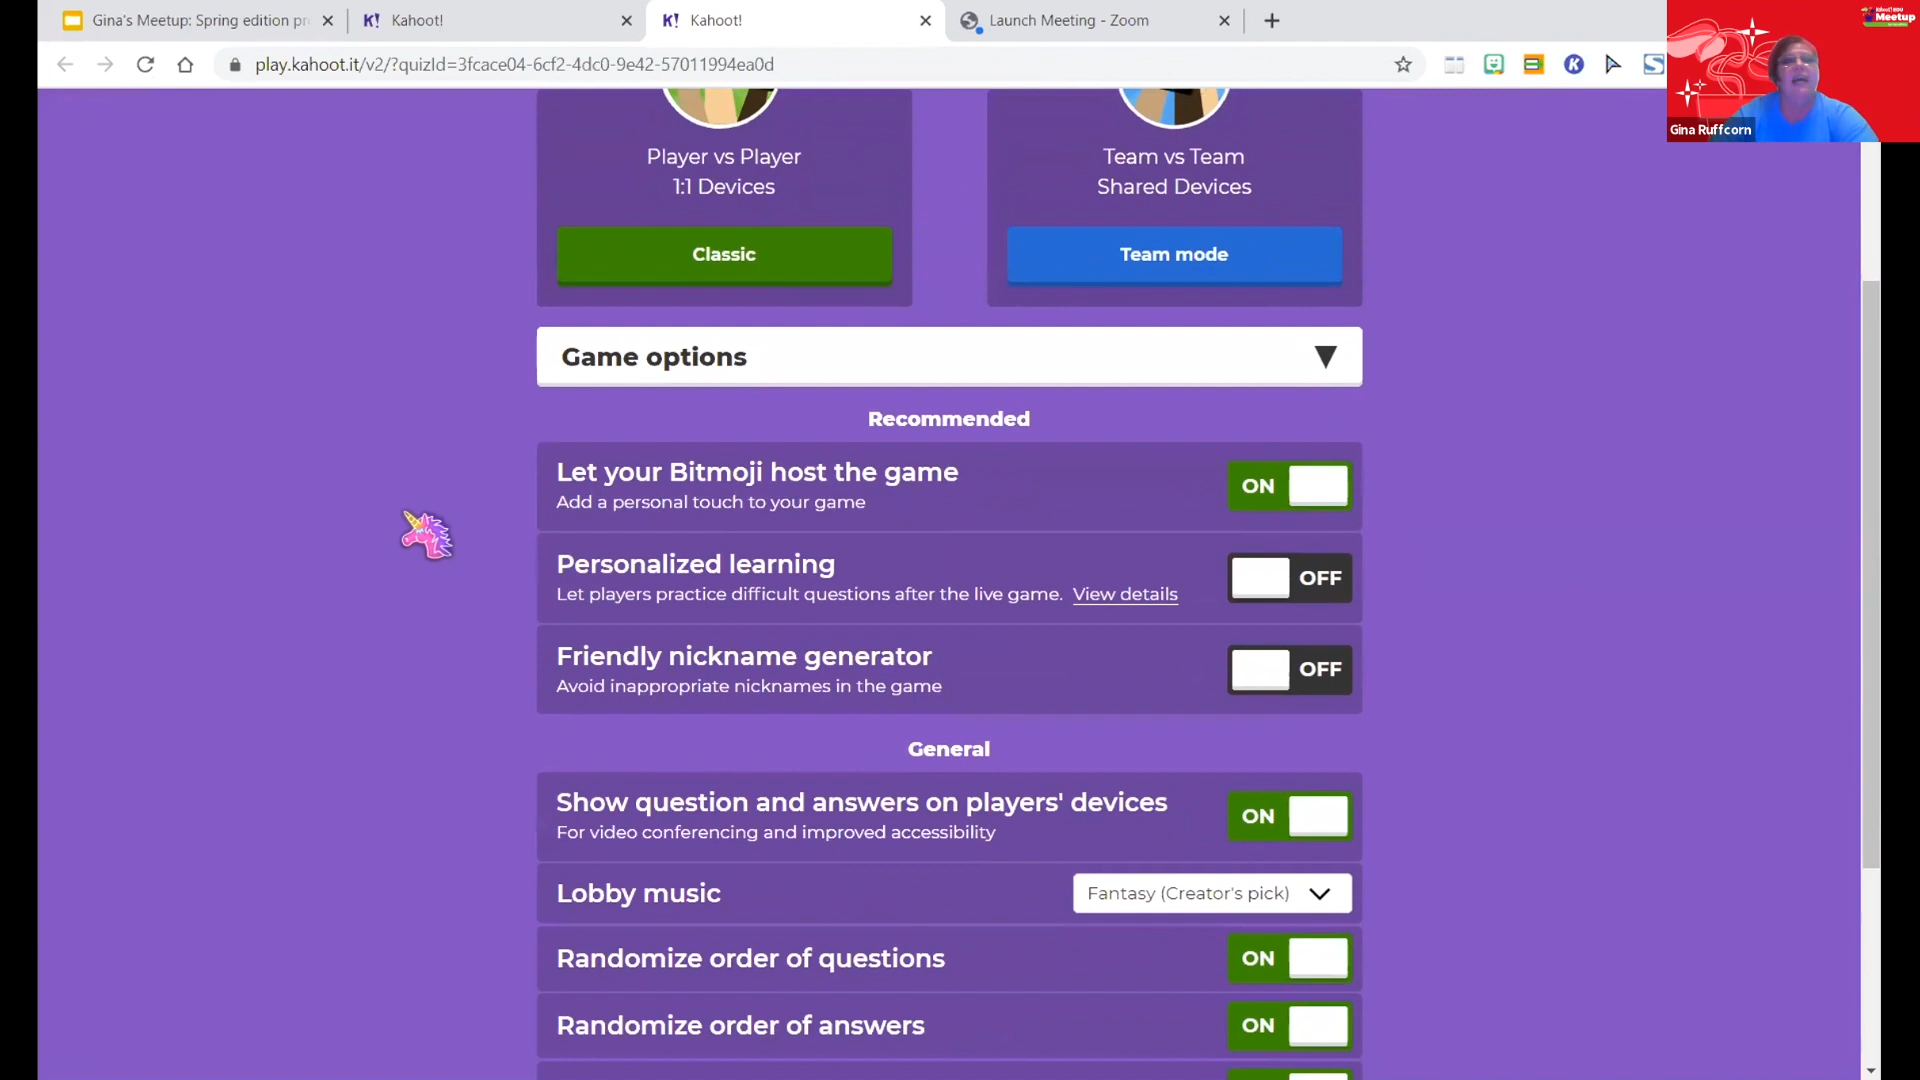 Gina's Meetup: Spring edition pr
Kahoot!
Kahoot!
Launch Meeting - Zoom
play.kahoot.it/v2/?quizId=3fcace04-6cf2-4dc0-9e42-57011994ea0d
Kahoot! EDU
Meetup
Gina Ruffcorn
Player vs Player
1:1 Devices
Classic
Team vs Team
Shared Devices
Team mode
Game options
Recommended
Let your Bitmoji host the game
Add a personal touch to your game
ON
Personalized learning
Let players practice difficult questions after the live game. View details
OFF
Friendly nickname generator
Avoid inappropriate nicknames in the game
OFF
General
Show question and answers on players' devices
For video conferencing and improved accessibility
ON
Lobby music
Fantasy (Creator's pick)
Randomize order of questions
ON
Randomize order of answers
ON